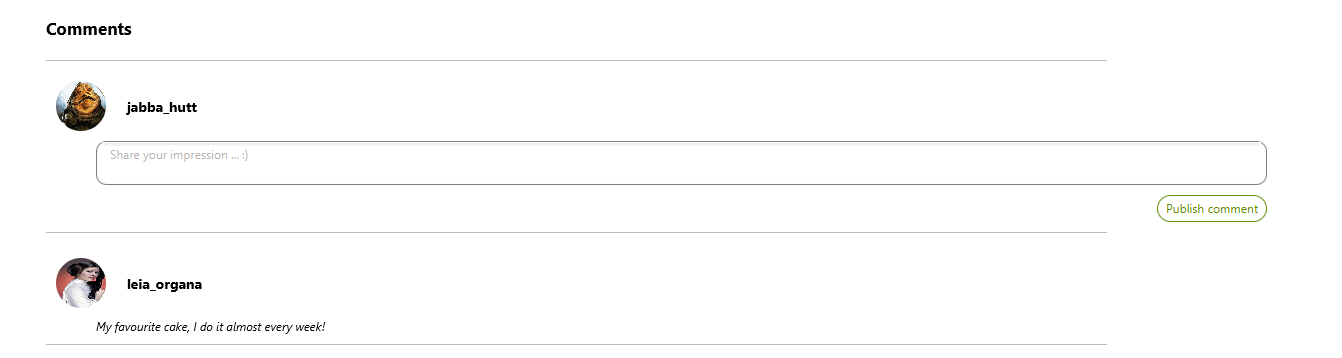 Comments
jabba_hutt
Share your impression ... :)
Publish comment
leia_organa
My favourite cake, I do it almost every week!